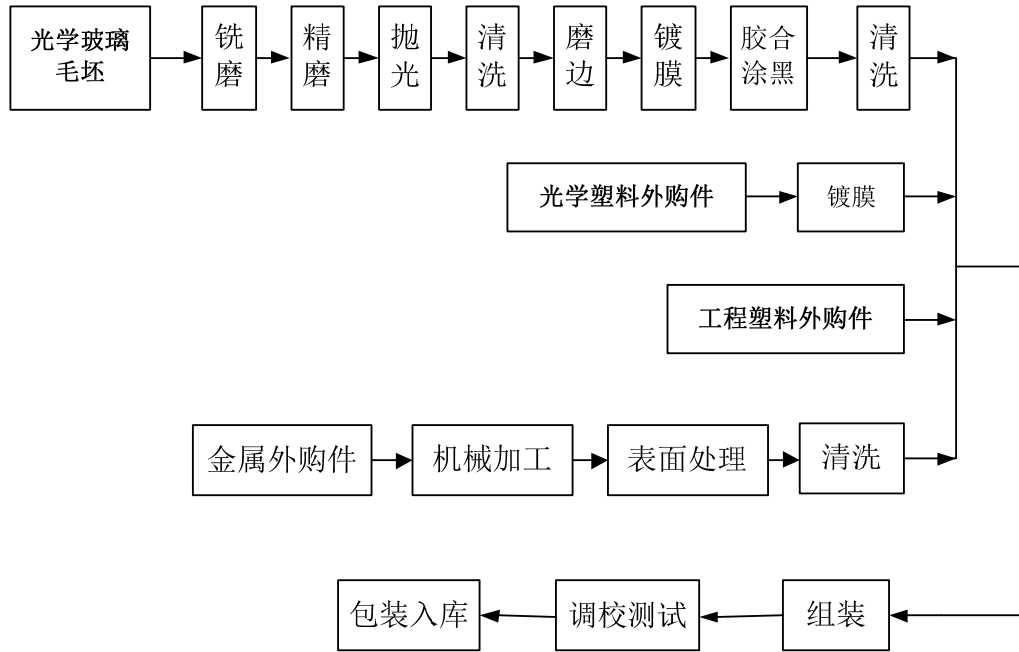 光学玻璃
毛坯
铣
磨
精
磨
抛
光
清
洗
磨
边
镀
膜
胶合
涂黑
清
洗
光学塑料外购件
镀膜
工程塑料外购件
金属外购件
机械加工
表面处理
清洗
包装入库
调校测试
组装